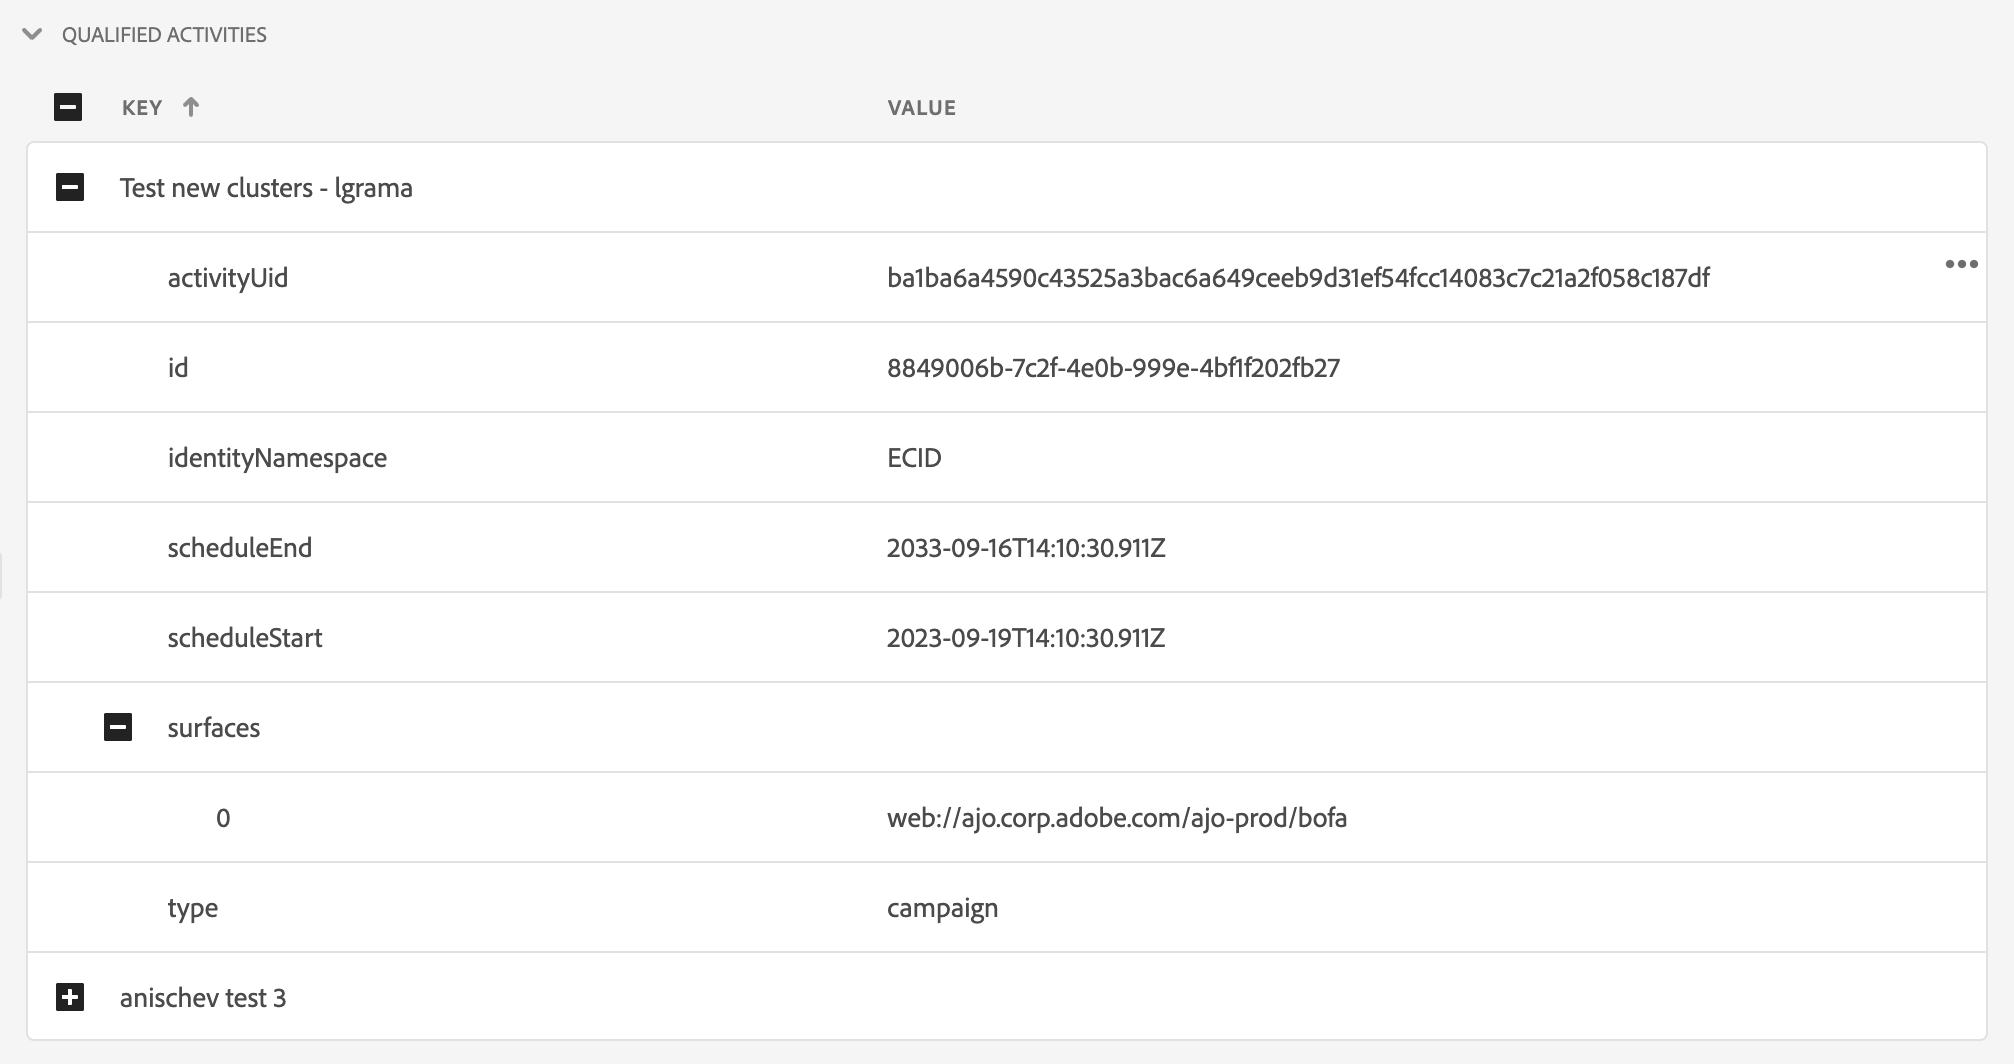 QUALIFIED ACTIVITIES
KEY VALUE
Test new clusters - lgrama
activityUid ba1ba6a4590c43525a3bac6a649ceeb9d31ef54fcc14083c7c21a2f058c187df
id 8849006b-7c2f-4e0b-999e-4bf1f202fb27
identityNamespace ECID
scheduleEnd 2033-09-16T14:10:30.911Z
scheduleStart 2023-09-19T14:10:30.911Z
surfaces
0 web://ajo.corp.adobe.com/ajo-prod/bofa
type campaign
anischev test 3